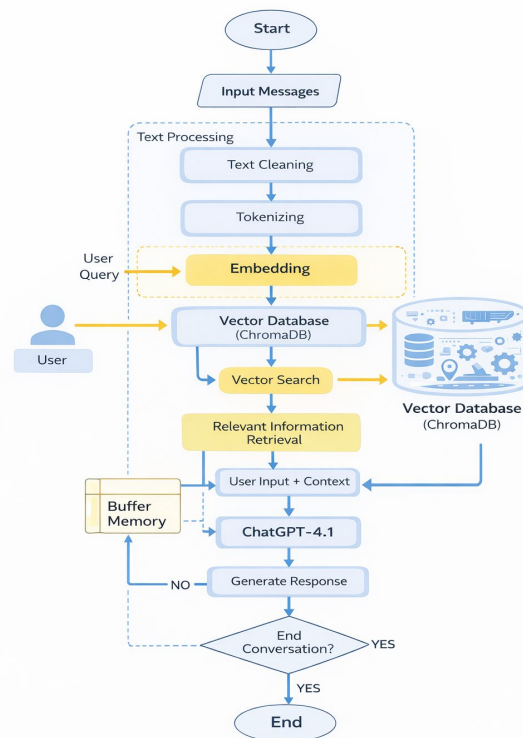 Start
Input Messages
Text Processing
Text Cleaning
Tokenizing
User
Query
Embedding
User
Vector Database
(ChromaDB)
Vector Search
Vector Database
(ChromaDB)
Relevant Information
Retrieval
User Input + Context
Buffer
Memory
ChatGPT-4.1
NO
Generate Response
End
Conversation?
YES
YES
End